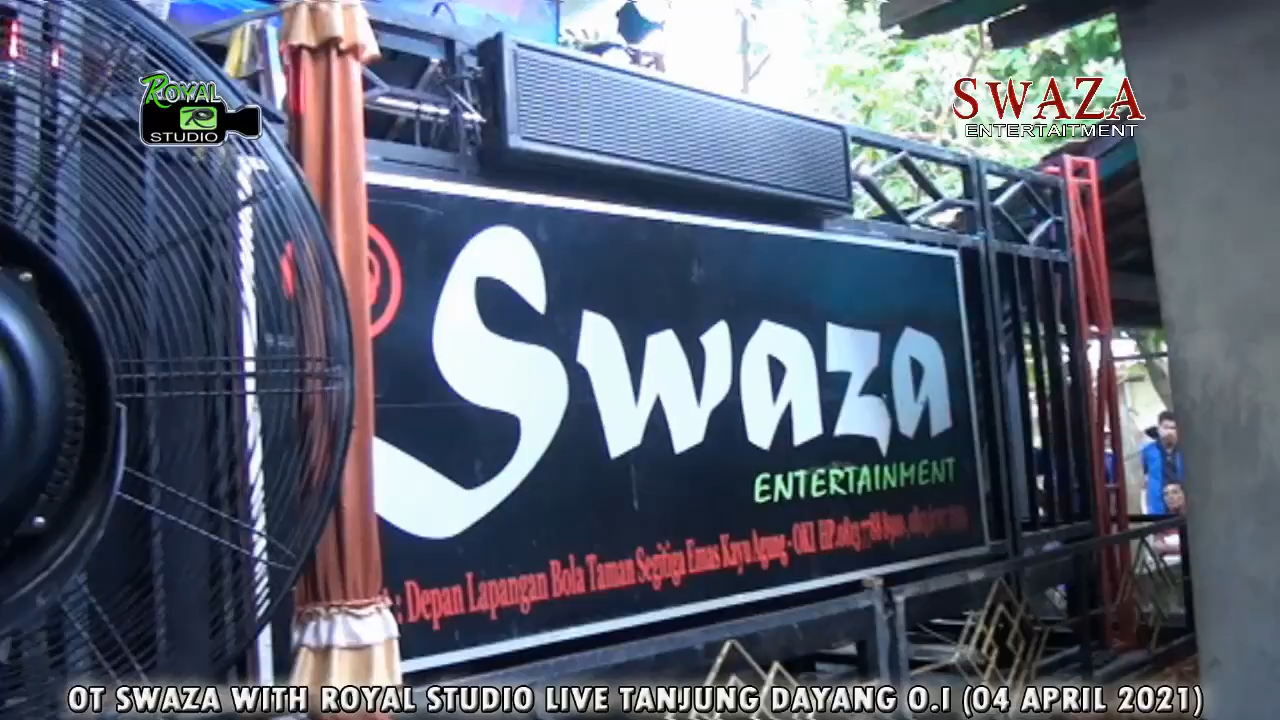 ROYAL
STUDIO
SWAZA
ENTERTAITMENT
Swaza
ENTERTAINMENT
: Depan Lapangan Bola Taman Segitiga Emas Kayu Agung - OKI HP.
OT SWAZA WITH ROYAL STUDIO LIVE TANJUNG DAYANG O.I (04 APRIL 2021)